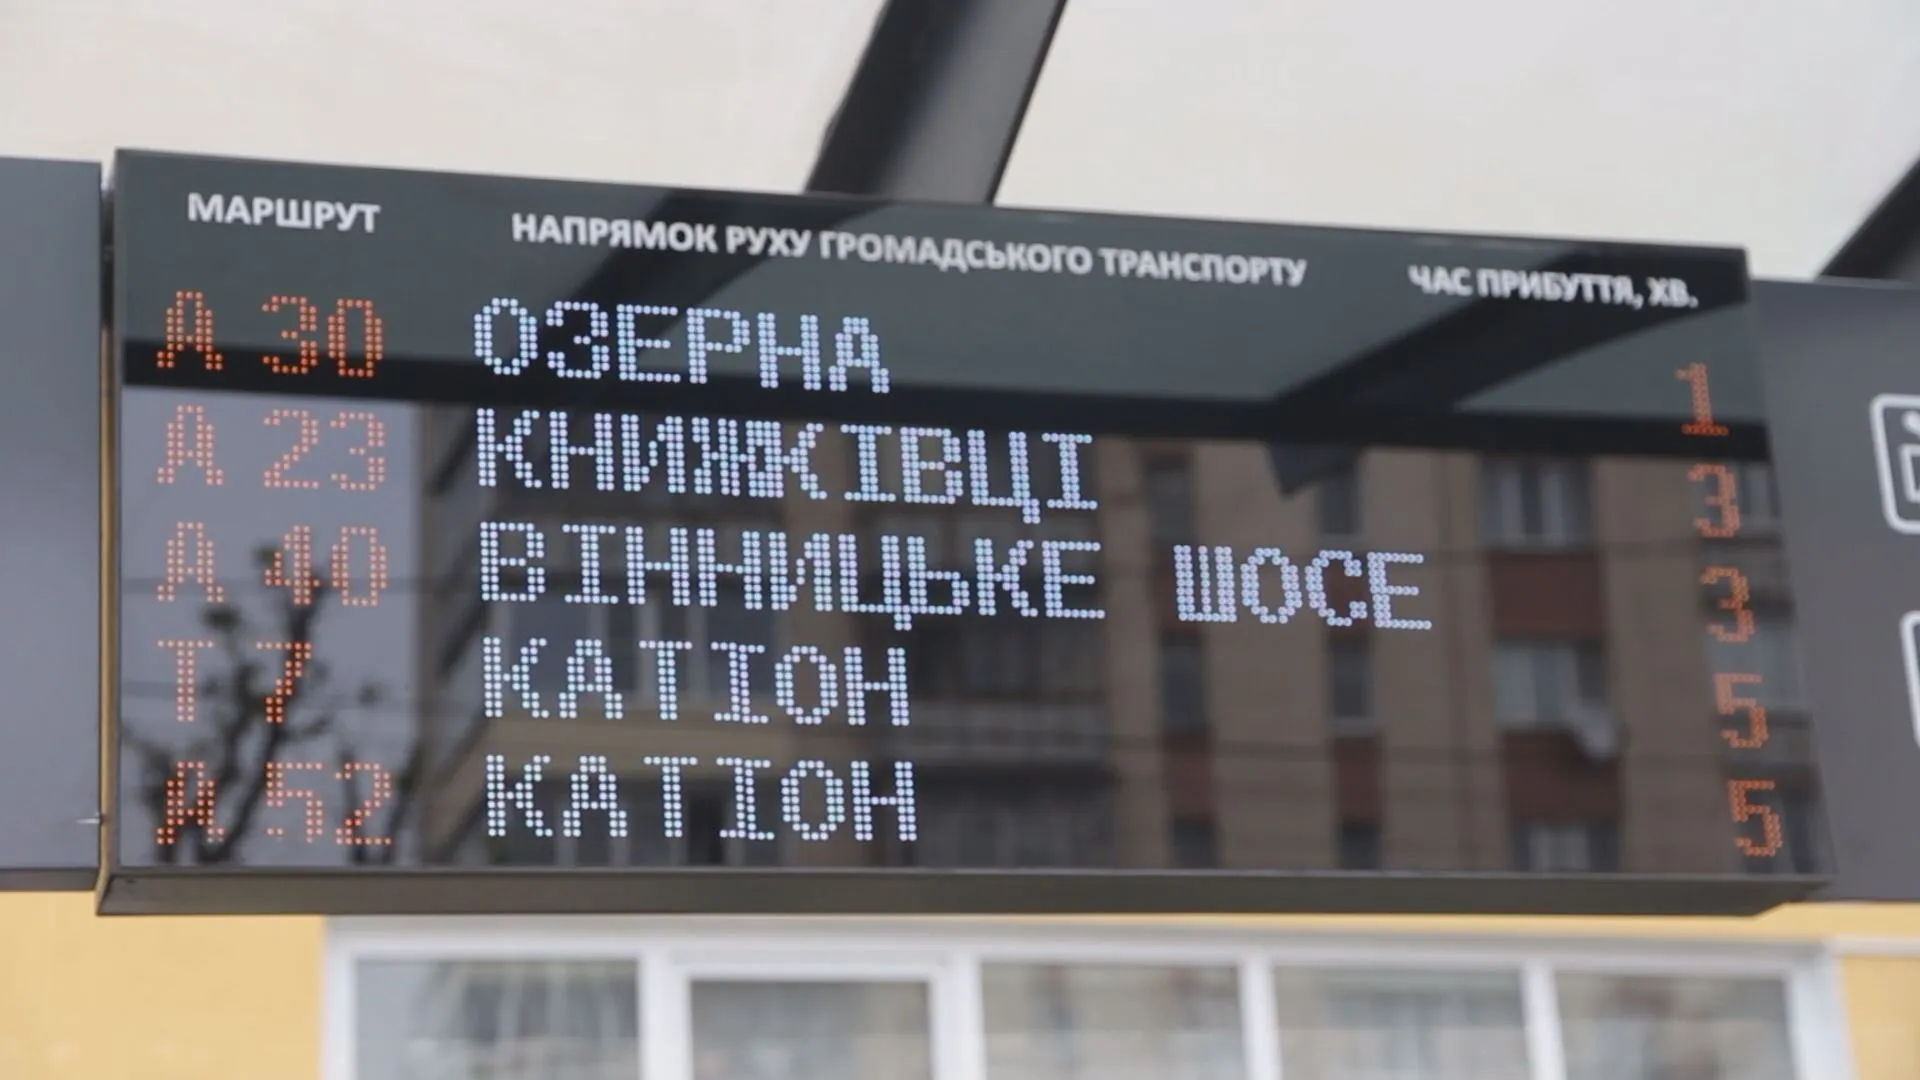 МАРШРУТ НАПРЯМОК РУХУ ГРОМАДСЬКОГО ТРАНСПОРТУ ЧАС ПРИБУТТЯ, ХВ.
А 30 ОЗЕРНА 1
А 23 КНИЖКІВЦІ 3
А 40 ВІННИЦЬКЕ ШОСЕ 3
Т 7 КАТІОН 5
А 52 КАТІОН 5